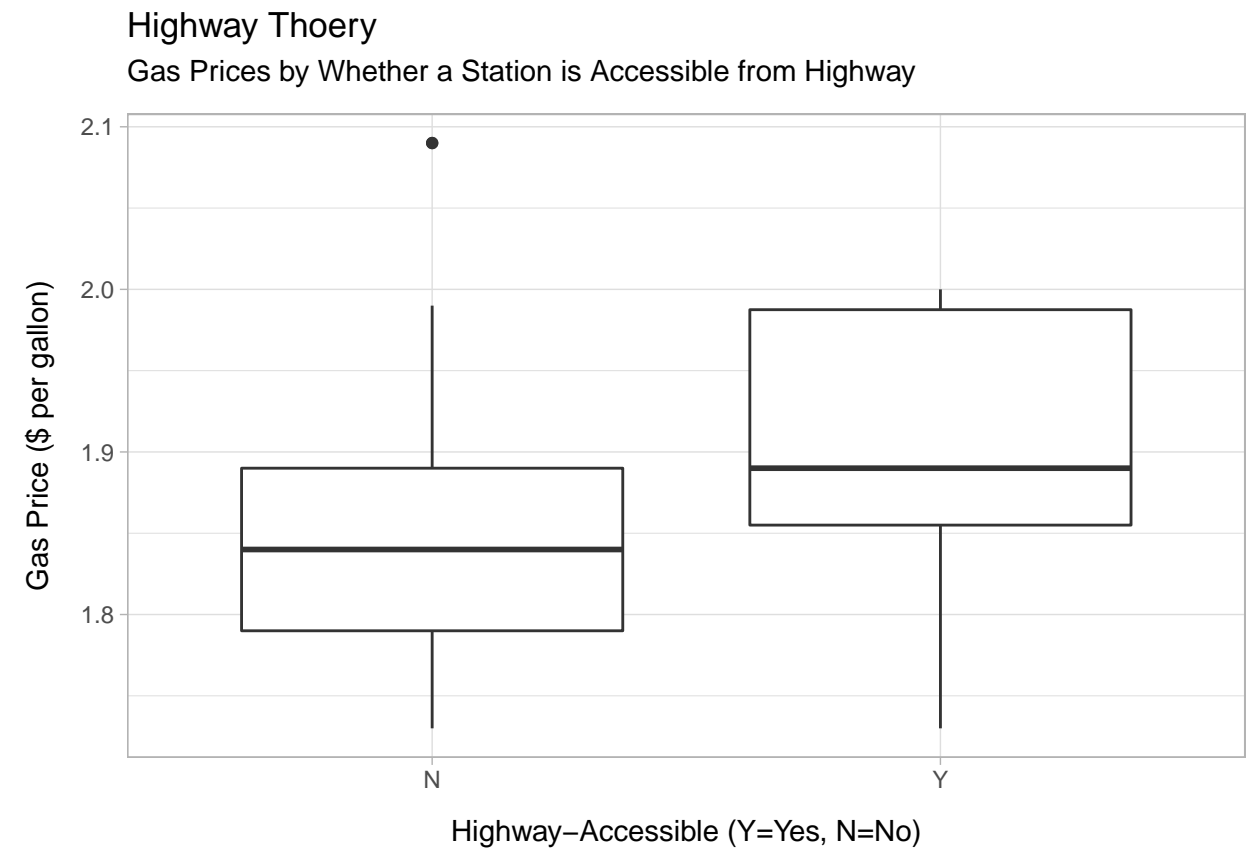 Highway Thoery
Gas Prices by Whether a Station is Accessible from Highway
Gas Price ($ per gallon)
2.1
2.0
1.9
1.8
N
Y
Highway−Accessible (Y=Yes, N=No)